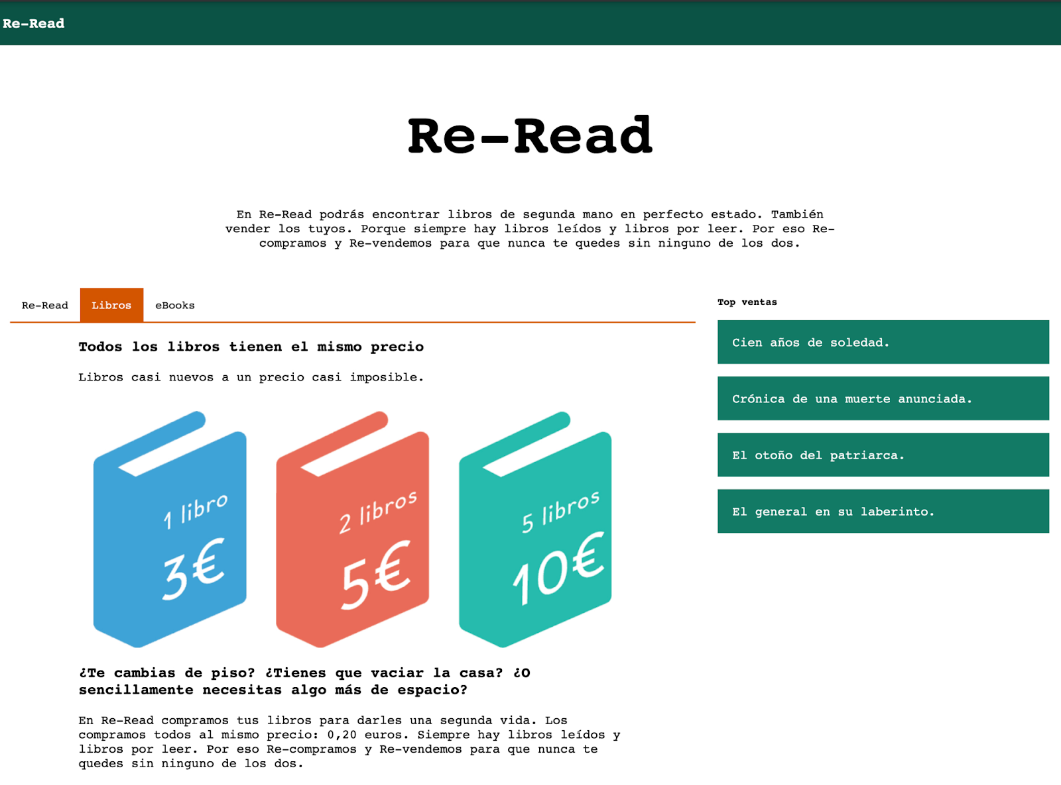 Re-Read
Re-Read
En Re-Read podrás encontrar libros de segunda mano en perfecto estado. También
vender los tuyos. Porque siempre hay libros leídos y libros por leer. Por eso Re-
compramos y Re-vendemos para que nunca te quedes sin ninguno de los dos.
Re-Read Libros eBooks
Todos los libros tienen el mismo precio
Libros casi nuevos a un precio casi imposible.
1 libro
3€
2 libros
5€
5 libros
10€
¿Te cambias de piso? ¿Tienes que vaciar la casa? ¿O
sencillamente necesitas algo más de espacio?
En Re-Read compramos tus libros para darles una segunda vida. Los
compramos todos al mismo precio: 0,20 euros. Siempre hay libros leídos y
libros por leer. Por eso Re-compramos y Re-vendemos para que nunca te
quedes sin ninguno de los dos.
Top ventas
Cien años de soledad.
Crónica de una muerte anunciada.
El otoño del patriarca.
El general en su laberinto.